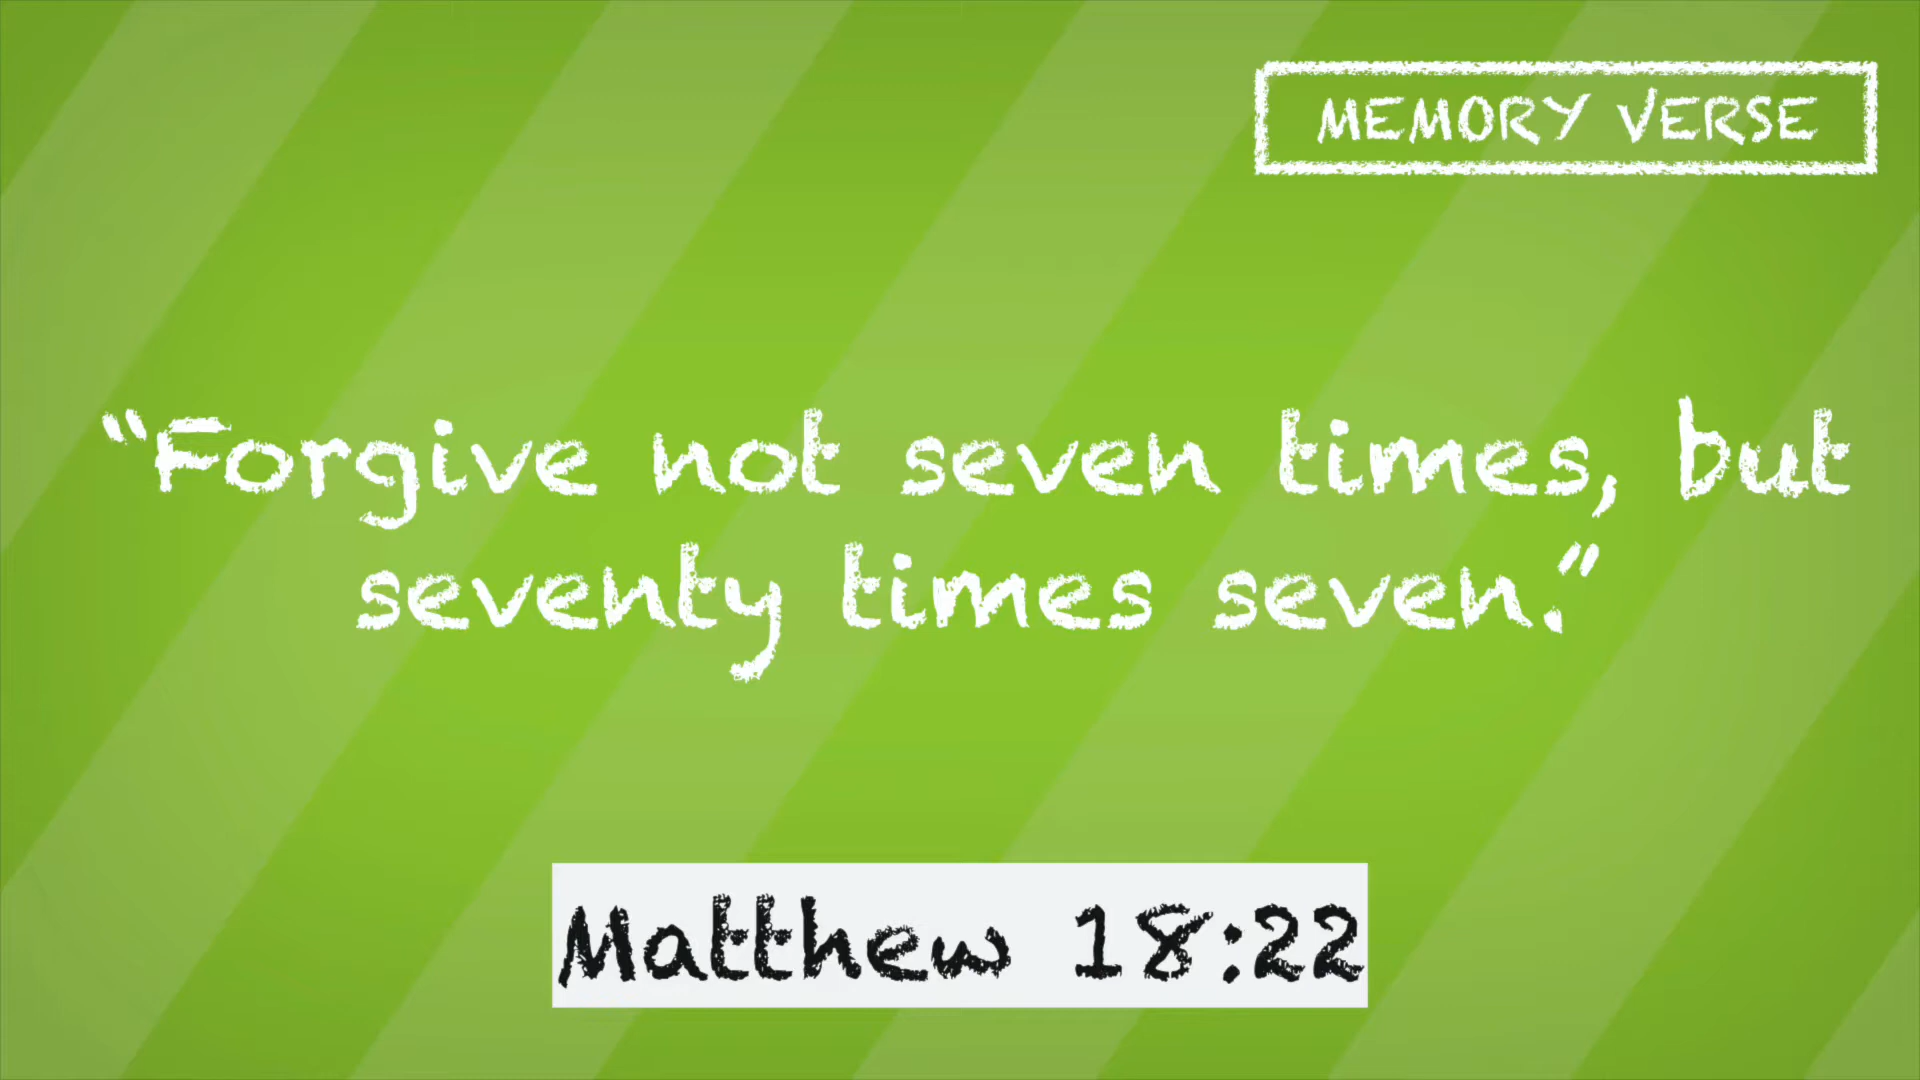 MEMORY VERSE
“Forgive not seven times, but
seventy times seven.”
Matthew 18:22